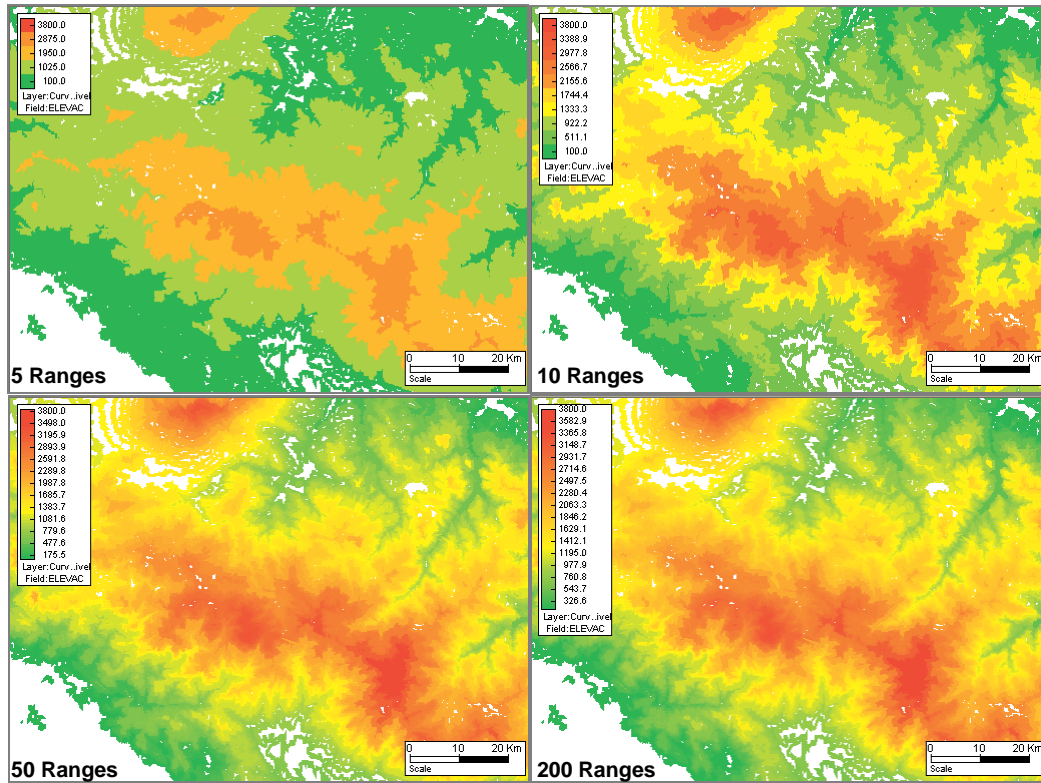 3800.0
2875.0
1950.0
1025.0
100.0
Layer:Curv..ivel
Field:ELEVAC
0 10 20 Km
Scale
5 Ranges
3800.0
3388.9
2977.8
2566.7
2155.6
1744.4
1333.3
922.2
511.1
100.0
Layer:Curv..ivel
Field:ELEVAC
0 10 20 Km
Scale
10 Ranges
3800.0
3498.0
3195.9
2893.9
2591.8
2289.8
1987.8
1685.7
1383.7
1081.6
779.6
477.6
175.5
Layer:Curv..ivel
Field:ELEVAC
0 10 20 Km
Scale
50 Ranges
3800.0
3582.9
3365.8
3148.7
2931.7
2714.6
2497.5
2280.4
2063.3
1846.2
1629.1
1412.1
1195.0
977.9
760.8
543.7
326.6
Layer:Curv..ivel
Field:ELEVAC
0 10 20 Km
Scale
200 Ranges